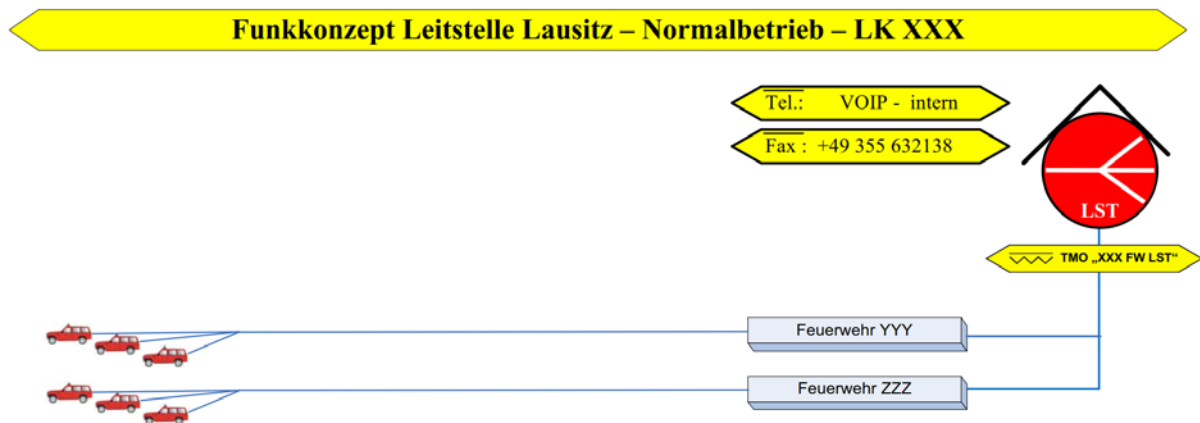 Funkkonzept Leitstelle Lausitz – Normalbetrieb – LK XXX
Tel.: VOIP - intern
Fax : +49 355 632138
LST
TMO „XXX FW LST“
Feuerwehr YYY
Feuerwehr ZZZ